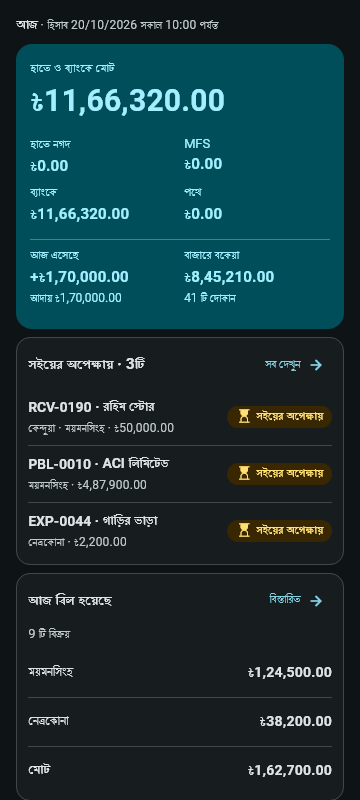 আজ · হিসাব 20/10/2026 সকাল 10:00 পর্যন্ত
হাতে ও ব্যাংকে মোট
৳11,66,320.00
হাতে নগদ
MFS
৳0.00
৳0.00
ব্যাংকে
পথে
৳11,66,320.00
৳0.00
আজ এসেছে
বাজারে বকেয়া
+৳1,70,000.00
৳8,45,210.00
আদায় ৳1,70,000.00
41 টি দোকান
সইয়ের অপেক্ষায় · 3টি
সব দেখুন
RCV-0190 · রহিম স্টোর
সইয়ের অপেক্ষায়
কেন্দুয়া · ময়মনসিংহ · ৳50,000.00
PBL-0010 · ACI লিমিটেড
সইয়ের অপেক্ষায়
ময়মনসিংহ · ৳4,87,900.00
EXP-0044 · গাড়ির ভাড়া
সইয়ের অপেক্ষায়
নেত্রকোনা · ৳2,200.00
আজ বিল হয়েছে
বিস্তারিত
9 টি বিক্রয়
ময়মনসিংহ
৳1,24,500.00
নেত্রকোনা
৳38,200.00
মোট
৳1,62,700.00